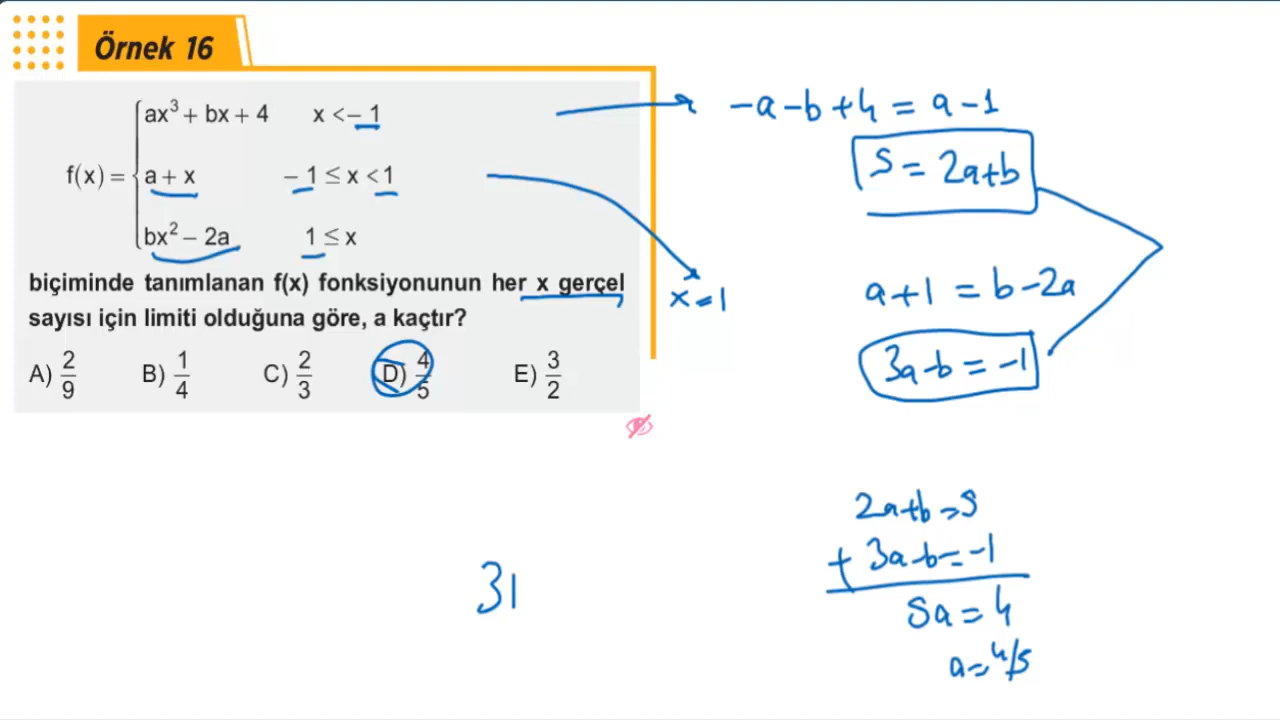 Örnek 16
f(x) = { ax³ + bx + 4     x < – 1
a + x     – 1 ≤ x < 1
bx² – 2a     1 ≤ x
biçiminde tanımlanan f(x) fonksiyonunun her x gerçel
sayısı için limiti olduğuna göre, a kaçtır?
A) 2/9  B) 1/4  C) 2/3  D) 4/5  E) 3/2
-a-b+4 = a-1
5 = 2a+b
x=1
a+1 = b-2a
3a-b = -1
2a+b=5
+ 3a-b=-1
5a=4
a=4/5
31